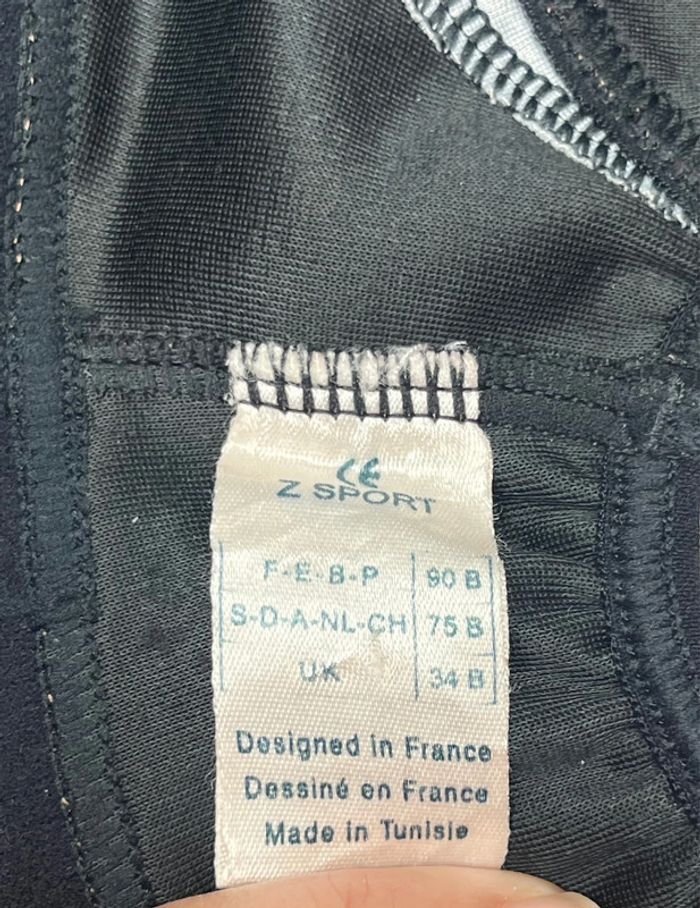 CE
Z SPORT
F-E-B-P 90 B
S-D-A-NL-CH 75 B
UK 34 B
Designed in France
Dessiné en France
Made in Tunisie